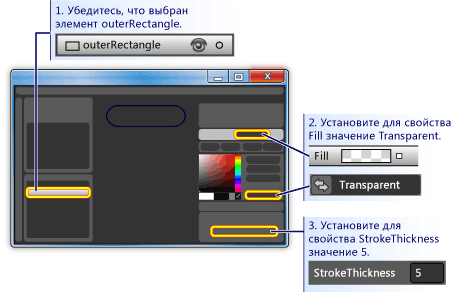 1. Убедитесь, что выбран
элемент outerRectangle.
outerRectangle
2. Установите для свойства
Fill значение Transparent.
Fill
Transparent
3. Установите для
свойства StrokeThickness
значение 5.
StrokeThickness 5